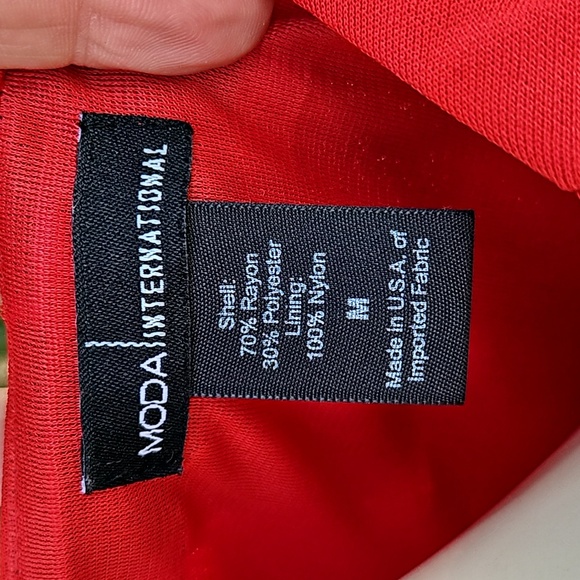 MODA INTERNATIONAL
Shell:
70% Rayon
30% Polyester
Lining:
100% Nylon
M
Made in U.S.A. of
Imported Fabric